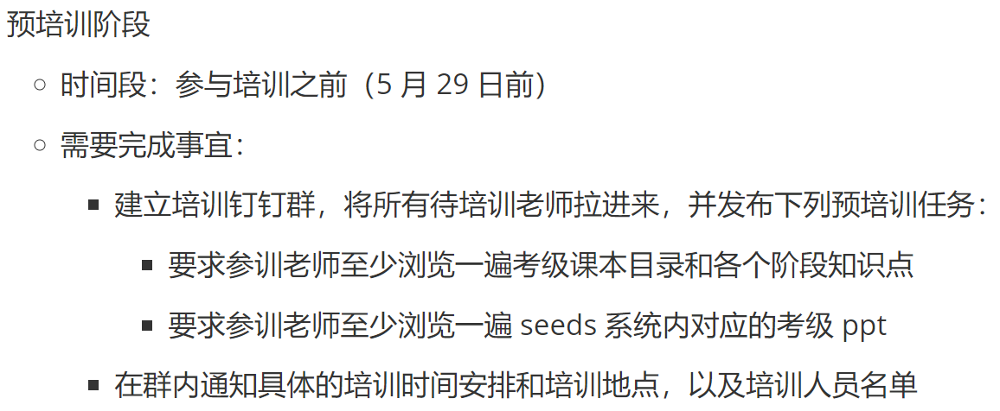 预培训阶段
时间段：参与培训之前（5 月 29 日前）
需要完成事宜：
建立培训钉钉群，将所有待培训老师拉进来，并发布下列预培训任务：
要求参训老师至少浏览一遍考级课本目录和各个阶段知识点
要求参训老师至少浏览一遍 seeds 系统内对应的考级 ppt
在群内通知具体的培训时间安排和培训地点，以及培训人员名单